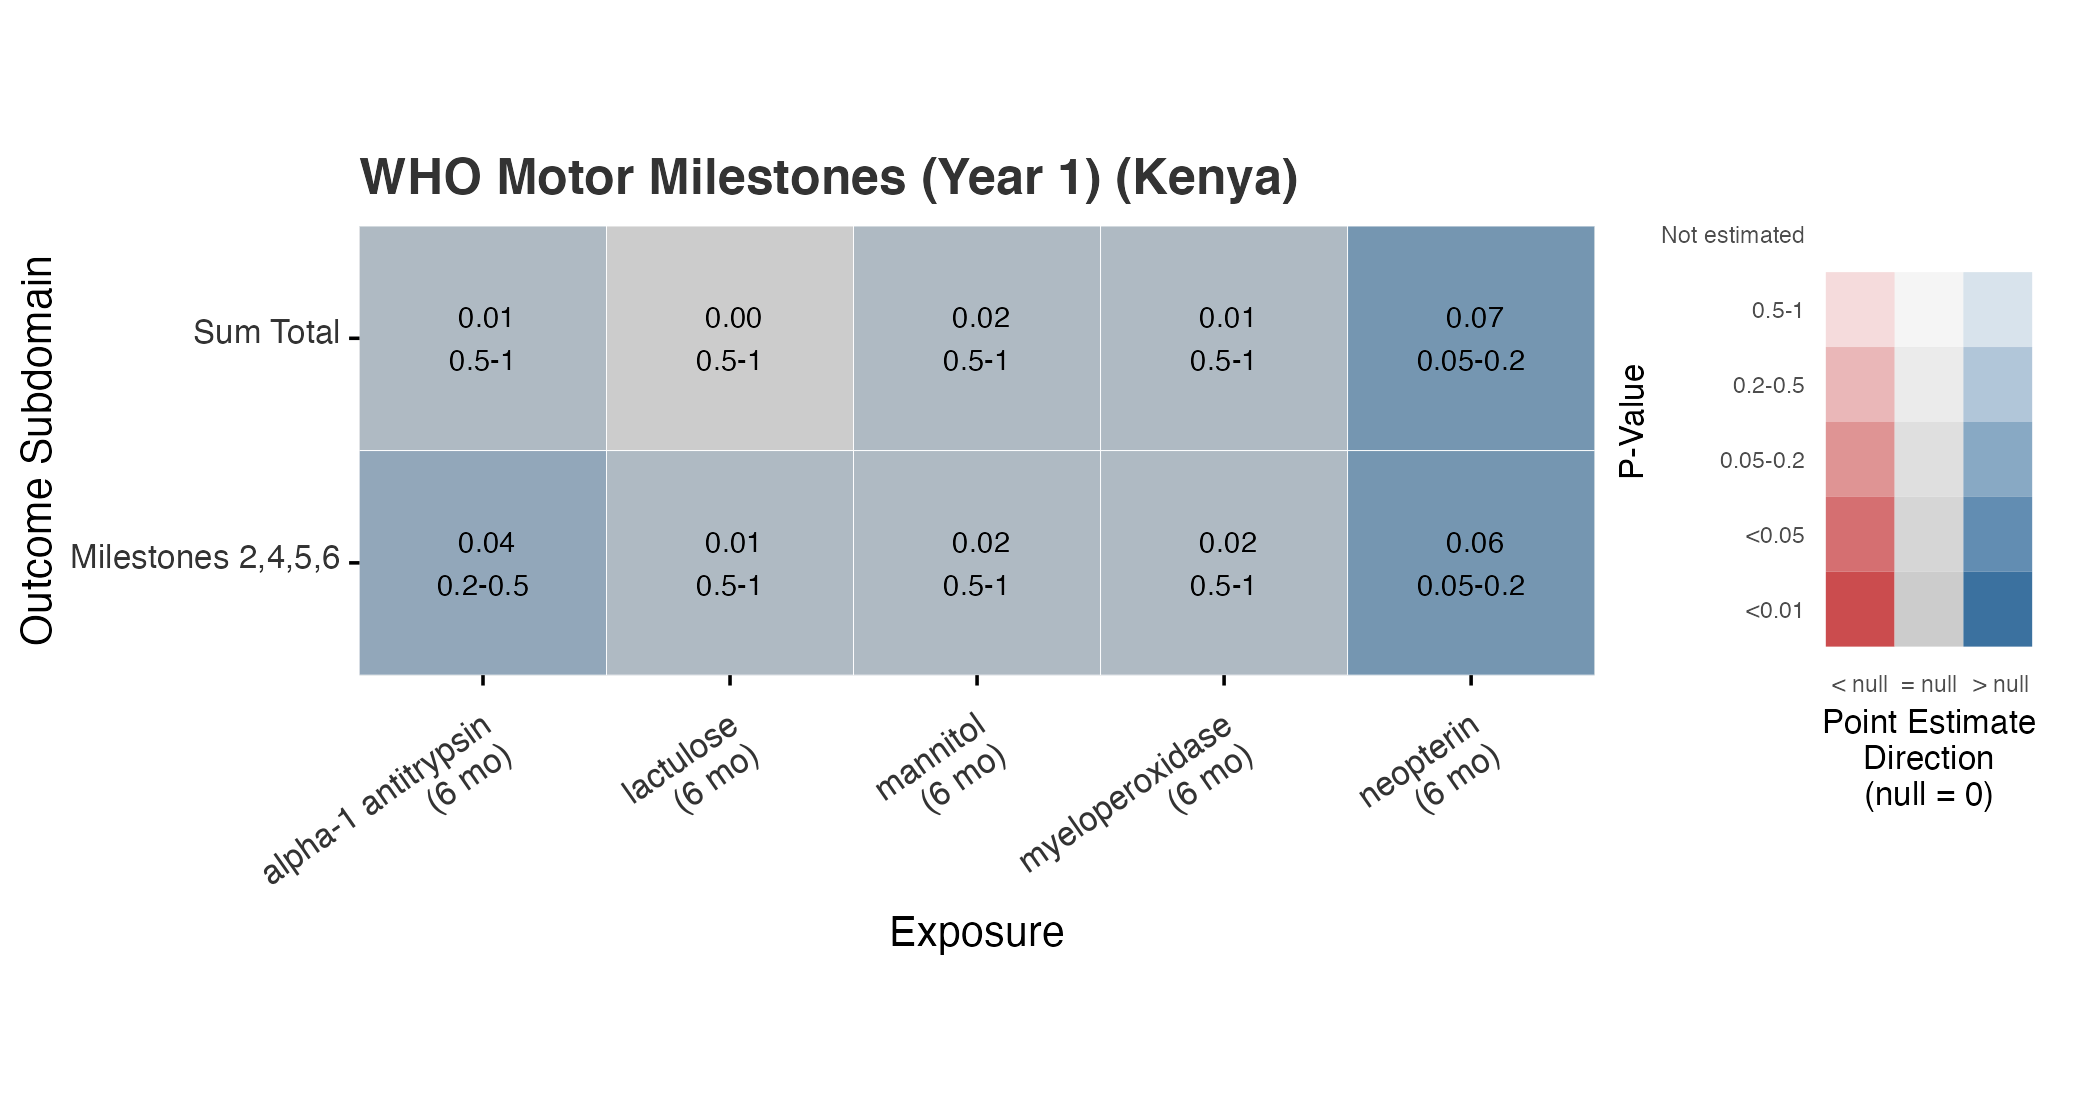 WHO Motor Milestones (Year 1) (Kenya)
Outcome Subdomain
Sum Total
0.01
0.5-1
0.00
0.5-1
0.02
0.5-1
0.01
0.5-1
0.07
0.05-0.2
Milestones 2,4,5,6
0.04
0.2-0.5
0.01
0.5-1
0.02
0.5-1
0.02
0.5-1
0.06
0.05-0.2
alpha-1 antitrypsin
(6 mo)
lactulose
(6 mo)
mannitol
(6 mo)
myeloperoxidase
(6 mo)
neopterin
(6 mo)
Exposure
P-Value
Not estimated
0.5-1
0.2-0.5
0.05-0.2
<0.05
<0.01
< null
= null
> null
Point Estimate
Direction
(null = 0)